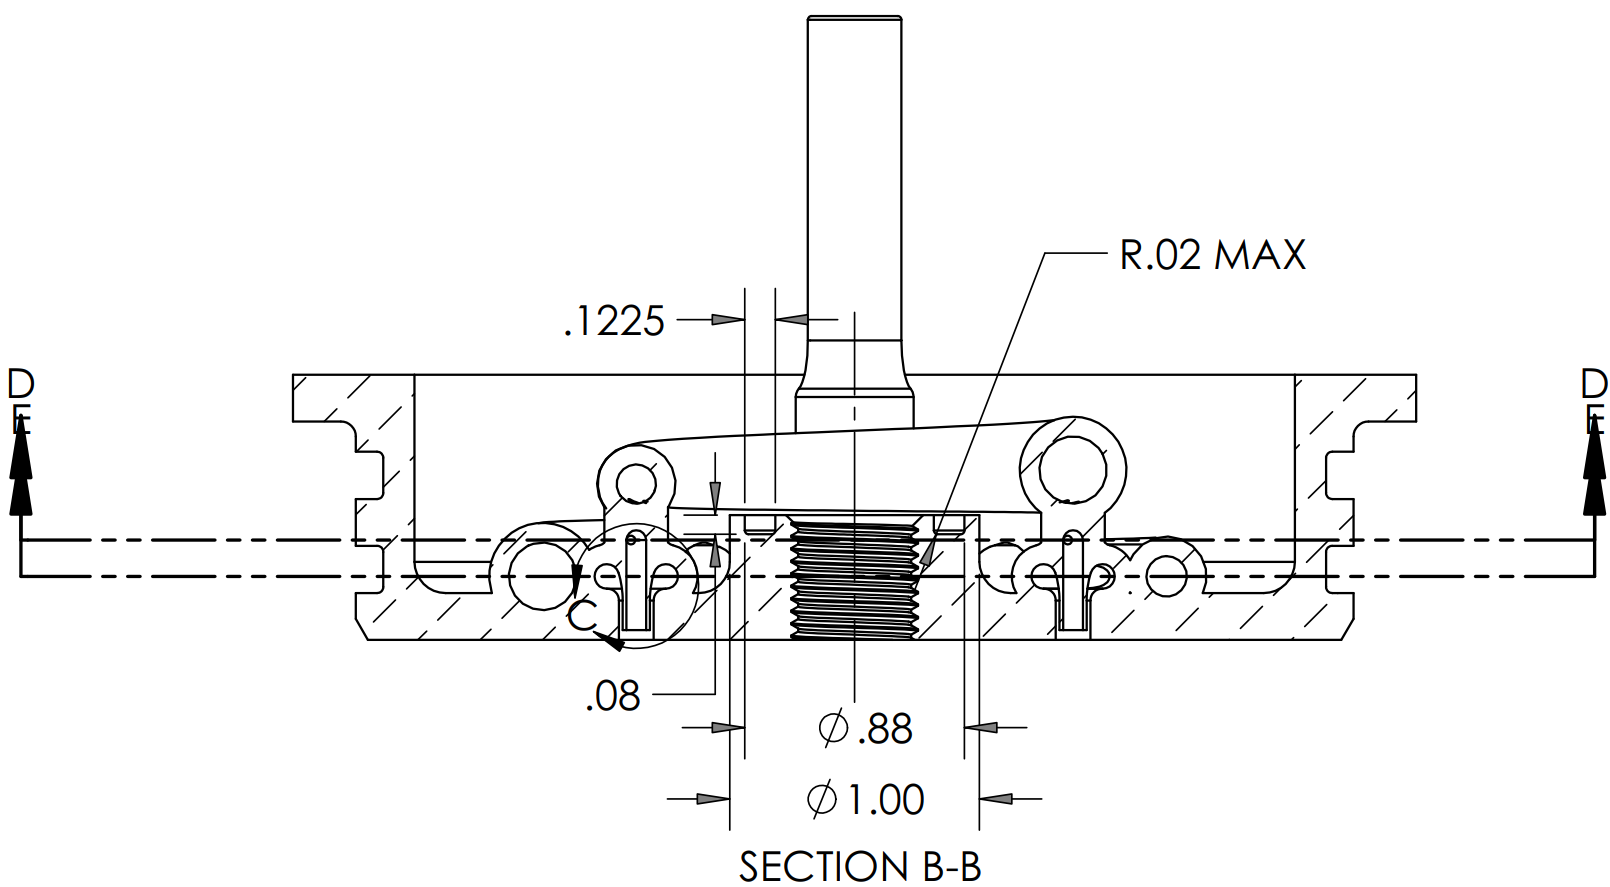 R.02 MAX
.1225
D
E
D
E
C
.08
∅ .88
∅ 1.00
SECTION B-B